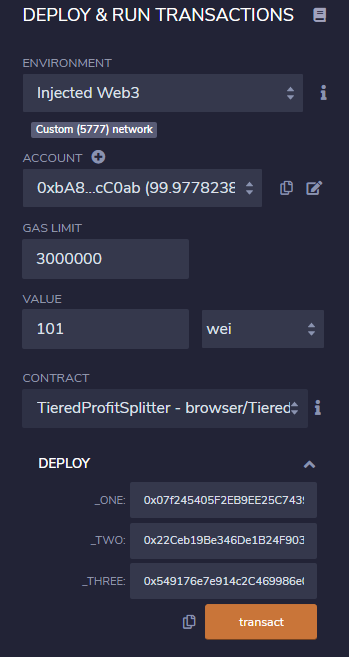 DEPLOY & RUN TRANSACTIONS
ENVIRONMENT
Injected Web3
Custom (5777) network
ACCOUNT
0xbA8...cC0ab (99.9778238
GAS LIMIT
3000000
VALUE
101 wei
CONTRACT
TieredProfitSplitter - browser/Tiered
DEPLOY
_ONE: 0x07f245405F2EB9EE25C743
_TWO: 0x22Ceb19Be346De1B24F903
_THREE: 0x549176e7e914c2C469986e
transact